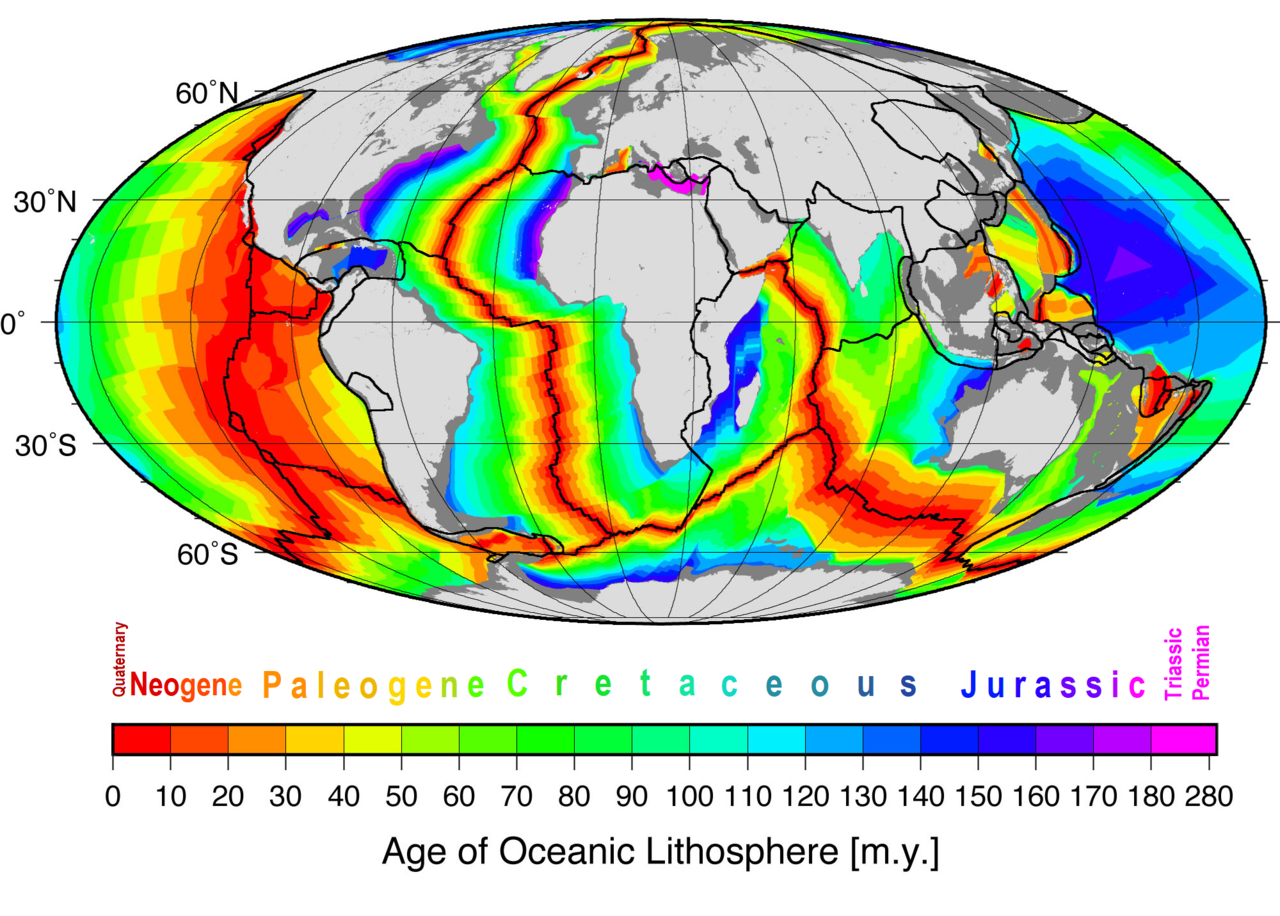 60°N
30°N
0°
30°S
60°S
Quaternary Neogene Paleogene Cretaceous Jurassic Triassic Permian
0 10 20 30 40 50 60 70 80 90 100 110 120 130 140 150 160 170 180 280
Age of Oceanic Lithosphere [m.y.]